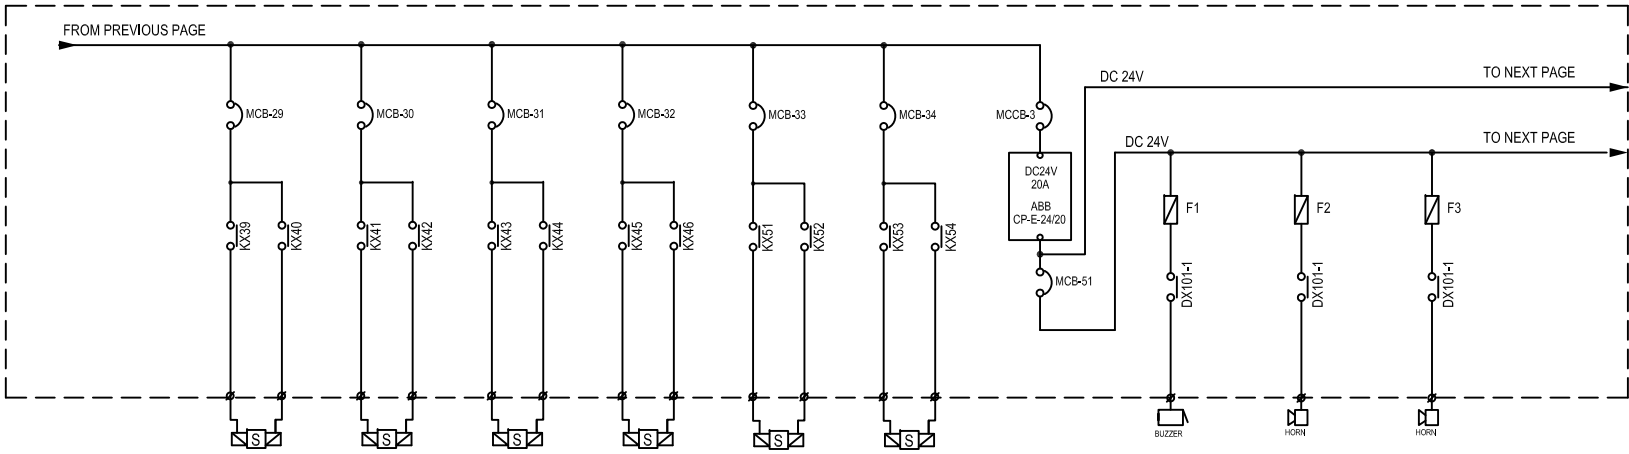 FROM PREVIOUS PAGE
DC 24V
TO NEXT PAGE
MCB-29
MCB-30
MCB-31
MCB-32
MCB-33
MCB-34
MCCB-3
DC 24V
TO NEXT PAGE
DC24V
20A
ABB
CP-E-24/20
F1
F2
F3
KX39
KX40
KX41
KX42
KX43
KX44
KX45
KX46
KX51
KX52
KX53
KX54
MCB-51
DX101-1
DX101-1
DX101-1
S
S
S
S
S
S
BUZZER
HORN
HORN